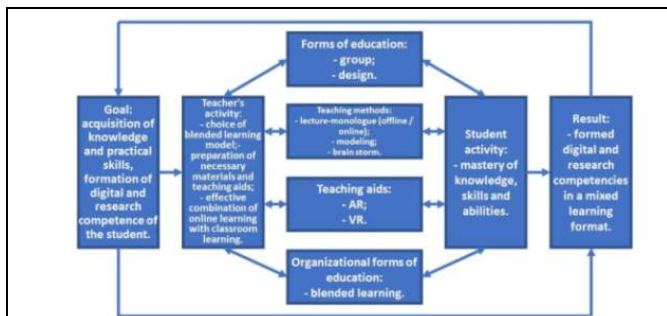 Forms of education:
- group;
- design.
Goal:
acquisition of
knowledge
and practical
skills,
formation of
digital and
research
competence of
the student.
Teacher's
activity:
- choice of
blended learning
model;-
preparation of
necessary
materials and
teaching aids;
- effective
combination of
online learning
with classroom
learning.
Teaching methods:
- lecture-monologue (offline /
online);
- modeling;
- brain storm.
Teaching aids:
- AR;
- VR.
Organizational forms of
education:
- blended learning.
Student
activity:
- mastery of
knowledge,
skills and
abilities.
Result:
- formed
digital and
research
competencies
in a mixed
learning
format.